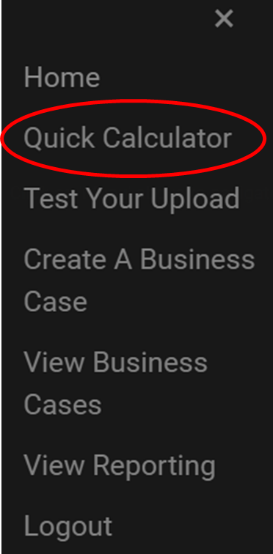 ×
Home
Quick Calculator
Test Your Upload
Create A Business
Case
View Business
Cases
View Reporting
Logout